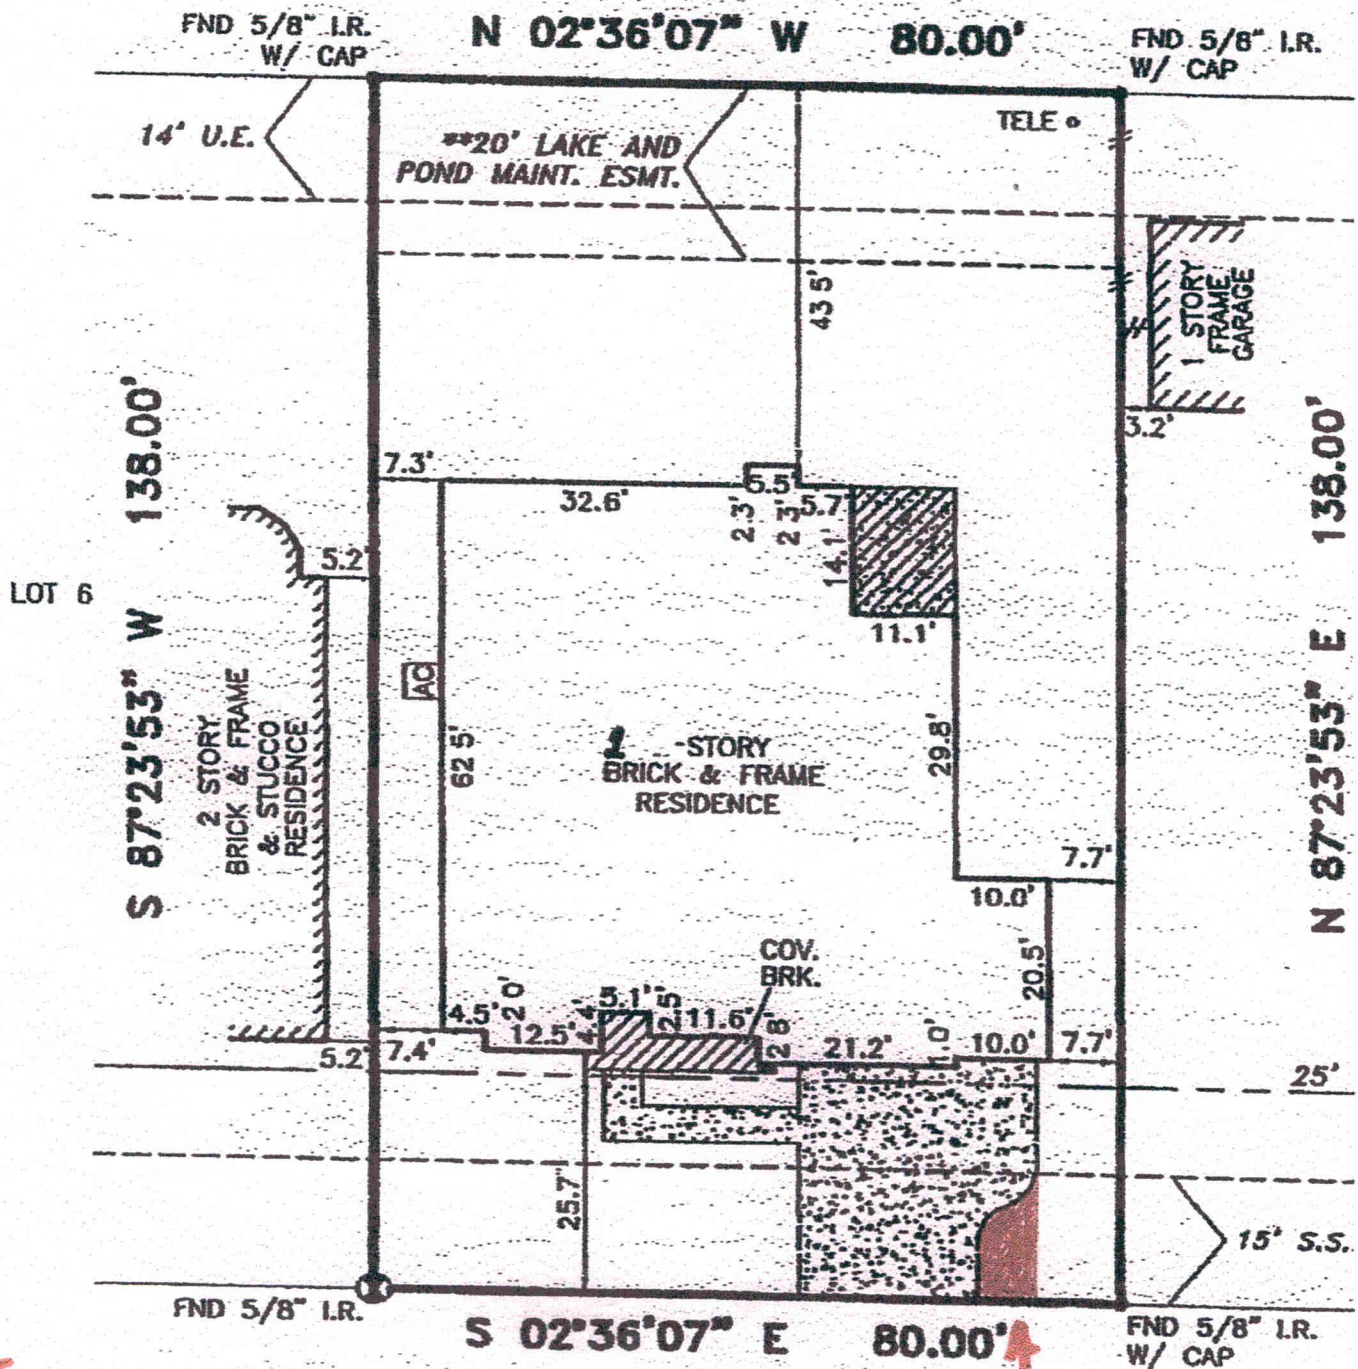 FND 5/8" I.R.
W/ CAP
N 02°36'07" W 80.00'
FND 5/8" I.R.
W/ CAP
14' U.E.
**20' LAKE AND
POND MAINT. ESMT.
TELE
43 5'
1 STORY
FRAME
GARAGE
3.2'
S 87°23'53" W 138.00'
N 87°23'53" E 138.00'
LOT 6
7.3'
32.6'
5.5'
2.3'
2 3'
5.7'
14.1'
11.1'
5.2'
AC
62 5'
2 STORY
BRICK & FRAME
& STUCCO
RESIDENCE
1 -STORY
BRICK & FRAME
RESIDENCE
29.8'
7.7'
10.0'
20.5'
COV.
BRK.
4.5'
2 0'
12.5'
4.4'
5.1'
2.5'
11.6'
2 8'
21.2'
1.0'
10.0'
7.7'
5.2'
7.4'
25'
25.7'
15' S.S.
FND 5/8" I.R.
S 02°36'07" E 80.00'
FND 5/8" I.R.
W/ CAP